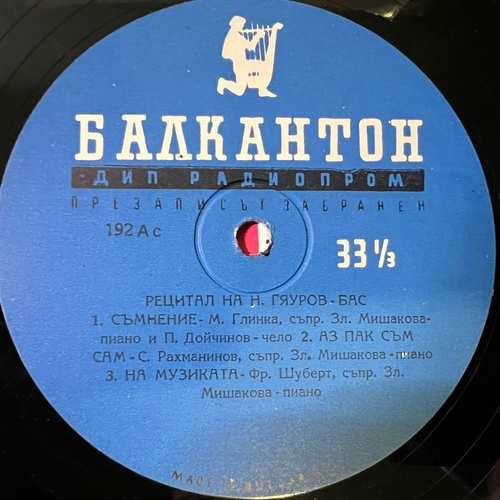 БАЛКАНТОН
ДИП РАДИОПРОМ
ПРЕЗАПИСЪТ ЗАБРАНЕН
192 Ас
33 ⅓
РЕЦИТАЛ НА Н. ГЯУРОВ - БАС
1. СЪМНЕНИЕ - М. Глинка, съпр. Зл. Мишакова-
пиано и П. Дойчинов - чело 2. АЗ ПАК СЪМ
САМ - С. Рахманинов, съпр. Зл. Мишакова - пиано
3. НА МУЗИКАТА - Фр. Шуберт, съпр. Зл.
Мишакова - пиано
MADE IN